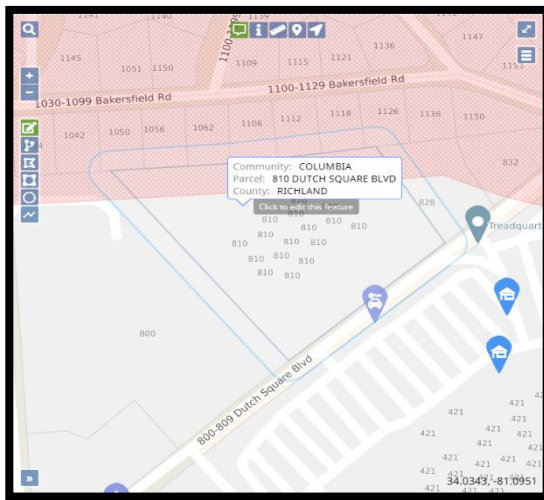 1141
1140
1139
1147
1145
1051 1150
1100-1199
1109
1115
1121
1136
1153
1030-1099 Bakersfield Rd
1100-1129 Bakersfield Rd
1042
1050
1056
1062
1106
1112
1118
1126
1136
1150
832
Community: COLUMBIA
Parcel: 810 DUTCH SQUARE BLVD
County: RICHLAND
Click to edit this feature
828
810
810 810
810 810
810 810 810
810 810
810 810
Treadquart
800
800-809 Dutch Square Blvd
421
421 421
421 421 421
421 421 421
421 421 421
421 421
34.0343, -81.0951